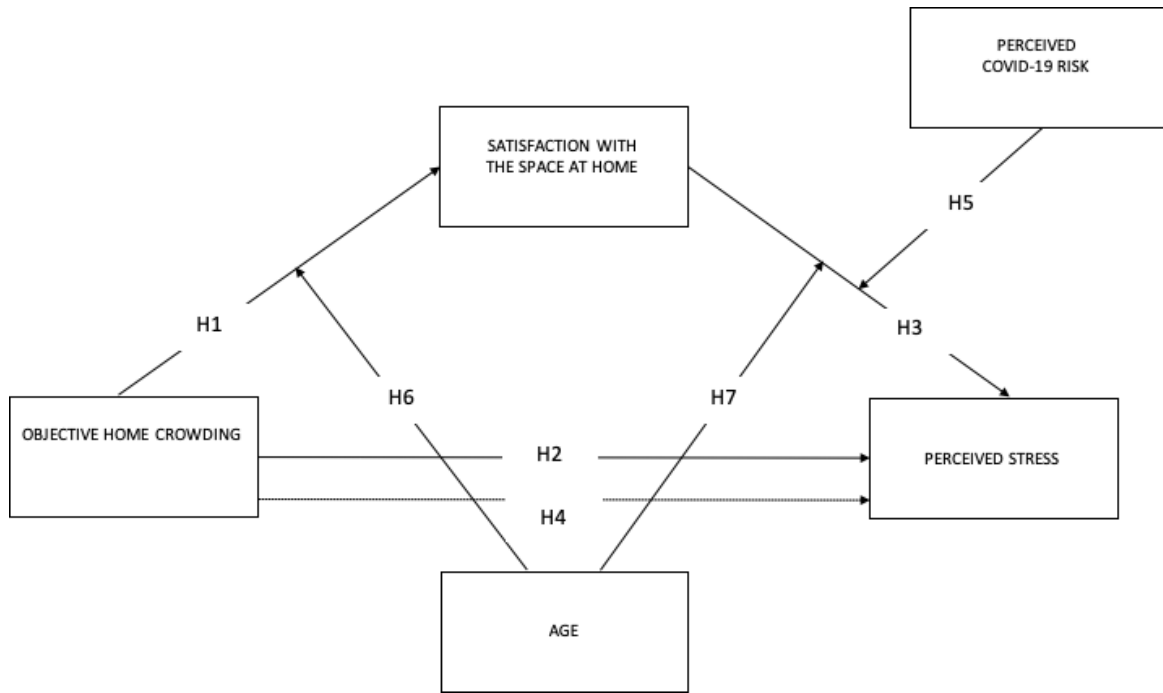 PERCEIVED
COVID-19 RISK
SATISFACTION WITH
THE SPACE AT HOME
H5
H1
H3
H6
H7
OBJECTIVE HOME CROWDING
H2
PERCEIVED STRESS
H4
AGE